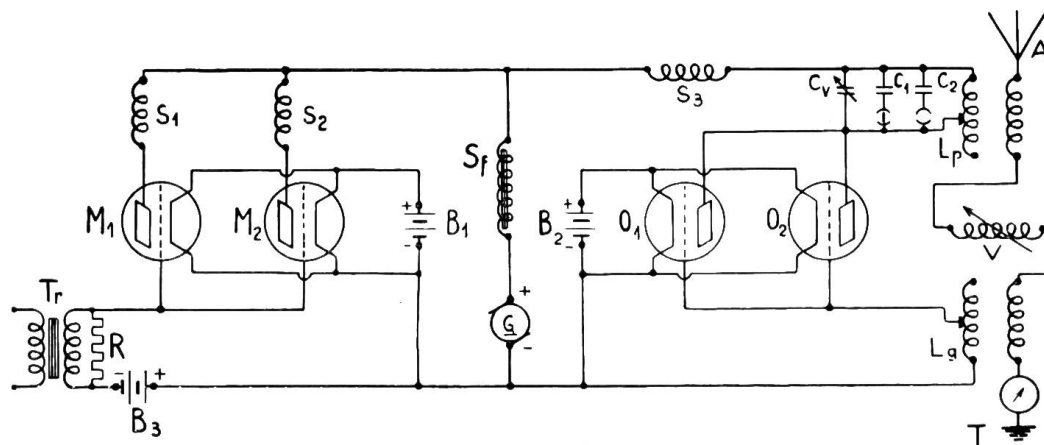 A
S1
S2
S3
Cv
C1
C2
Lp
Sf
M1
M2
+
-
B1
B2
+
-
O1
O2
V
Tr
R
-
+
B3
+
G
-
Lg
T